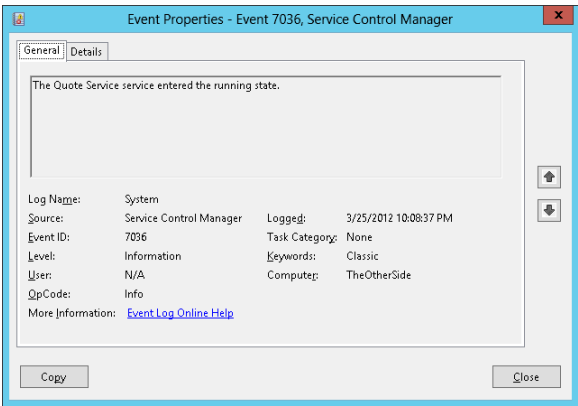 Event Properties - Event 7036, Service Control Manager
x
General Details
The Quote Service service entered the running state.
Log Name: System
Source: Service Control Manager Logged: 3/25/2012 10:08:37 PM
Event ID: 7036 Task Category: None
Level: Information Keywords: Classic
User: N/A Computer: TheOtherSide
OpCode: Info
More Information: Event Log Online Help
Copy Close